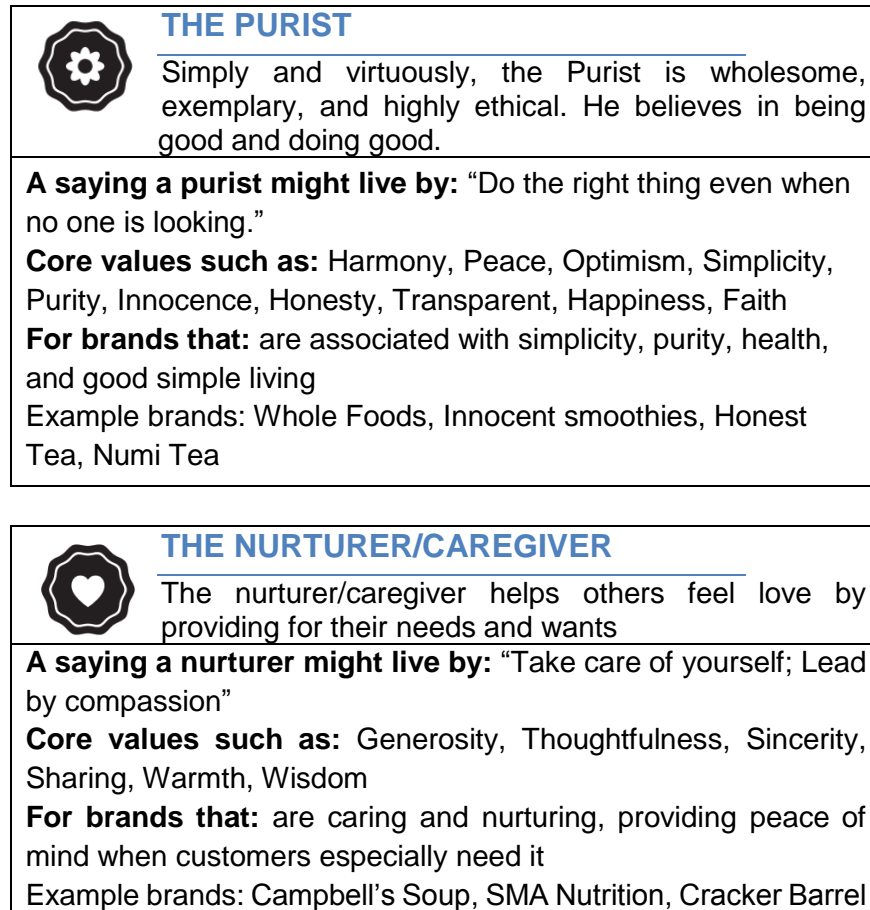 THE PURIST
Simply and virtuously, the Purist is wholesome,
exemplary, and highly ethical. He believes in being
good and doing good.
A saying a purist might live by: “Do the right thing even when
no one is looking.”
Core values such as: Harmony, Peace, Optimism, Simplicity,
Purity, Innocence, Honesty, Transparent, Happiness, Faith
For brands that: are associated with simplicity, purity, health,
and good simple living
Example brands: Whole Foods, Innocent smoothies, Honest
Tea, Numi Tea
THE NURTURER/CAREGIVER
The nurturer/caregiver helps others feel love by
providing for their needs and wants
A saying a nurturer might live by: “Take care of yourself; Lead
by compassion”
Core values such as: Generosity, Thoughtfulness, Sincerity,
Sharing, Warmth, Wisdom
For brands that: are caring and nurturing, providing peace of
mind when customers especially need it
Example brands: Campbell’s Soup, SMA Nutrition, Cracker Barrel